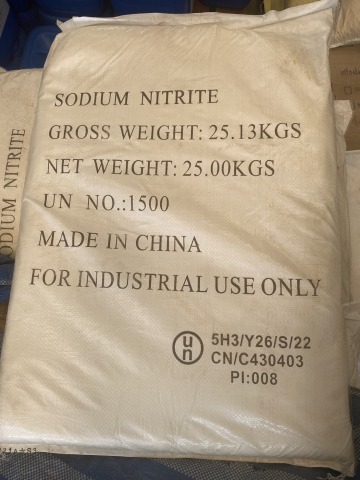 SODIUM NITRITE
GROSS WEIGHT: 25.13KGS
NET WEIGHT: 25.00KGS
UN NO.:1500
MADE IN CHINA
FOR INDUSTRIAL USE ONLY
un
5H3/Y26/S/22
CN/C430403
PI:008
ODIUM NITRITE